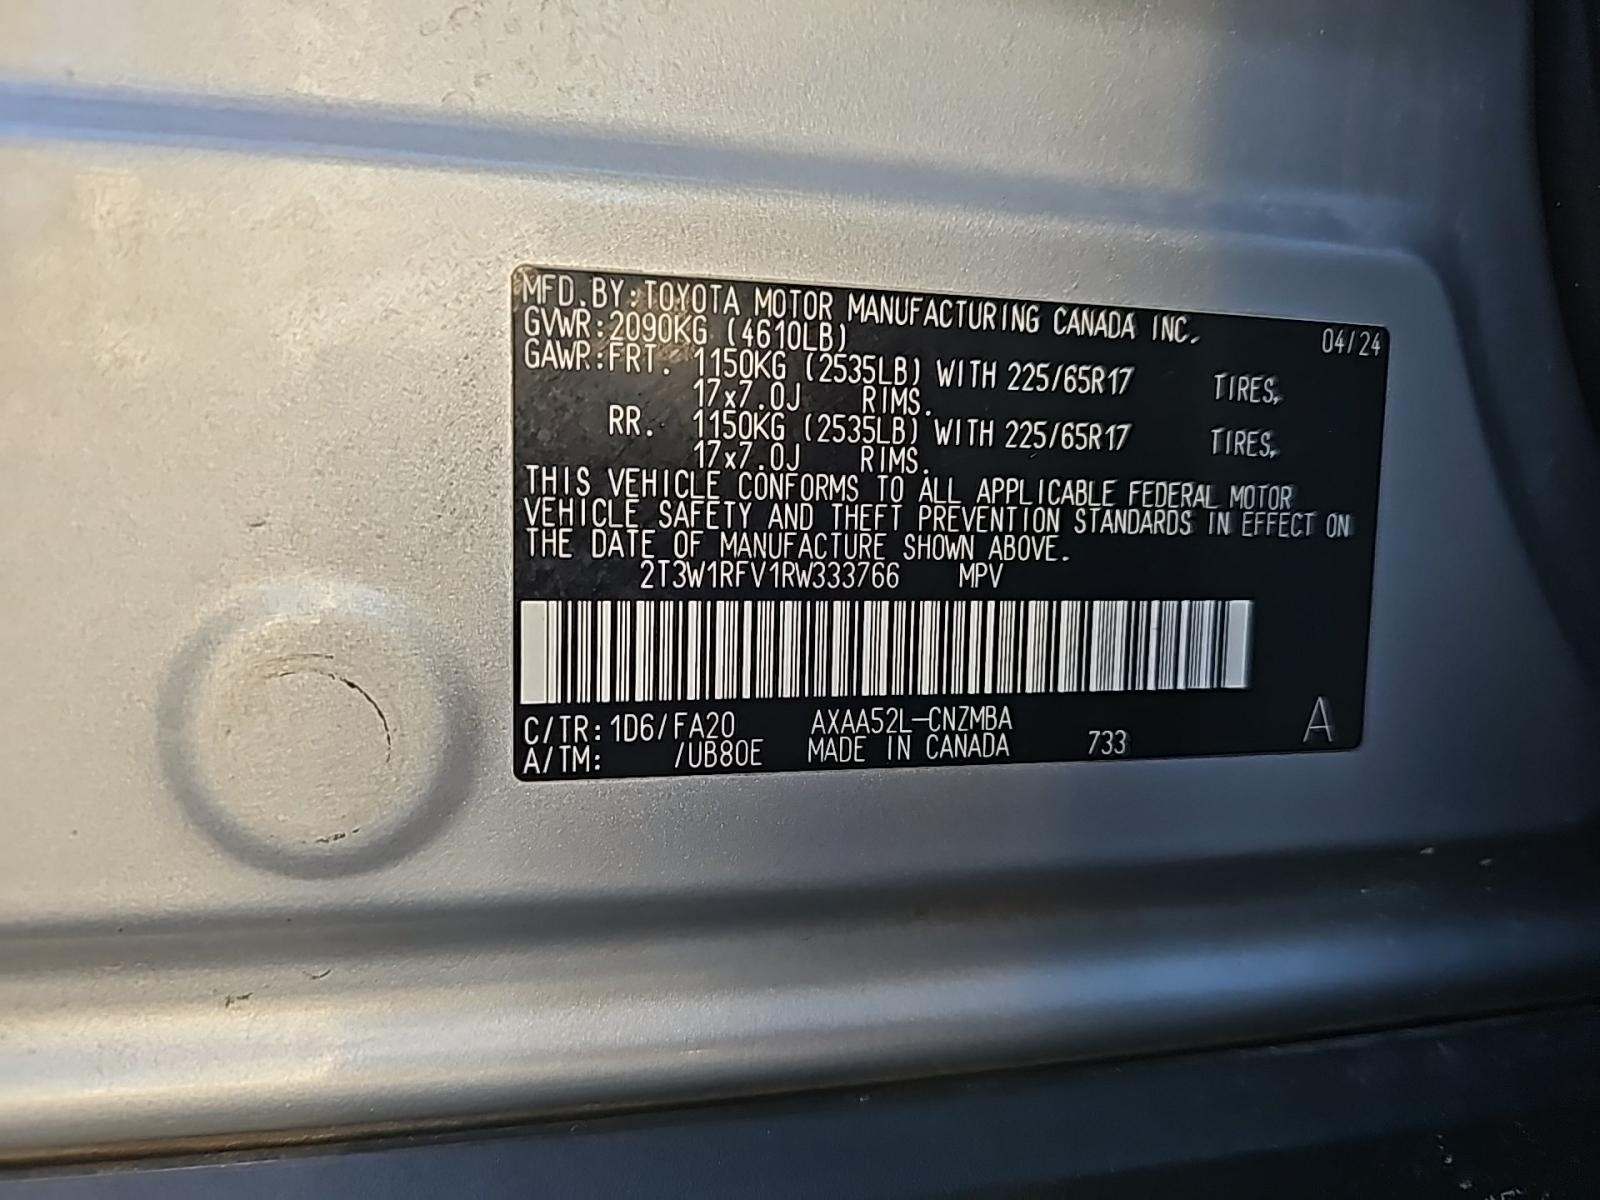 MFD.BY:TOYOTA MOTOR MANUFACTURING CANADA INC. 04/24
GVWR:2090KG (4610LB)
GAWR:FRT. 1150KG (2535LB) WITH 225/65R17 TIRES,
17x7.0J RIMS.
RR. 1150KG (2535LB) WITH 225/65R17 TIRES,
17x7.0J RIMS.
THIS VEHICLE CONFORMS TO ALL APPLICABLE FEDERAL MOTOR
VEHICLE SAFETY AND THEFT PREVENTION STANDARDS IN EFFECT ON
THE DATE OF MANUFACTURE SHOWN ABOVE.
2T3W1RFV1RW333766 MPV
C/TR:1D6/FA20 AXAA52L-CNZMBA A
A/TM: /UB80E MADE IN CANADA 733